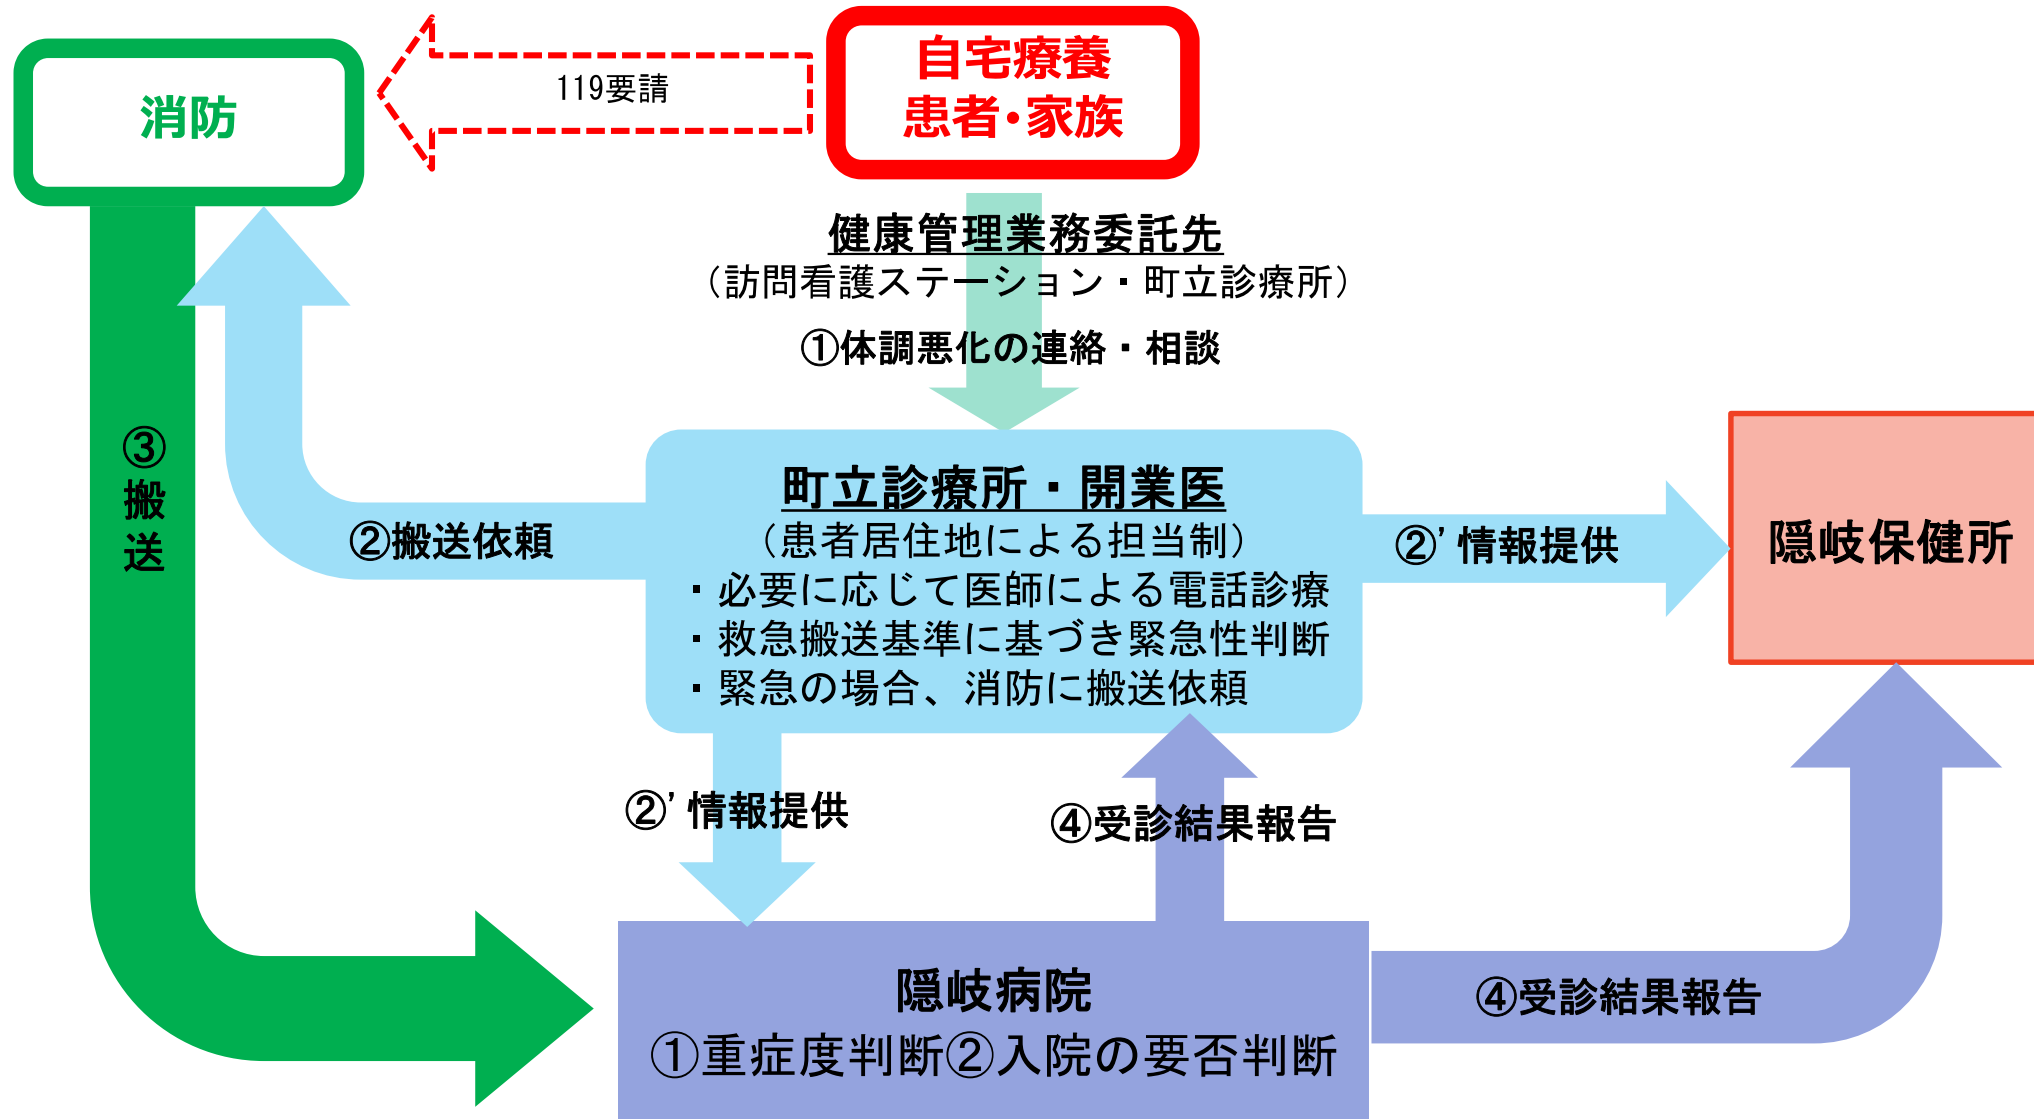 自宅療養
患者・家族
119要請
消防
健康管理業務委託先
（訪問看護ステーション・町立診療所）
①体調悪化の連絡・相談
③
搬
送
②搬送依頼
町立診療所・開業医
（患者居住地による担当制）
・必要に応じて医師による電話診療
・救急搬送基準に基づき緊急性判断
・緊急の場合、消防に搬送依頼
②’情報提供
隠岐保健所
②’情報提供
④受診結果報告
隠岐病院
①重症度判断②入院の要否判断
④受診結果報告